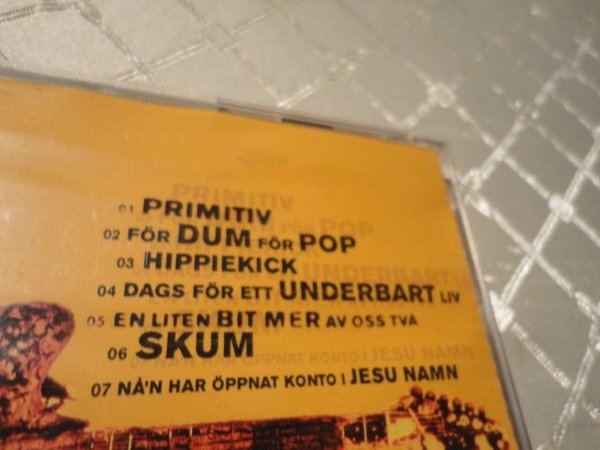 01 PRIMITIV
02 FÖR DUM FÖR POP
03 HIPPIEKICK
04 DAGS FÖR ETT UNDERBART LIV
05 EN LITEN BIT MER AV OSS TVÅ
06 SKUM
07 NÅ'N HAR ÖPPNAT KONTO I JESU NAMN